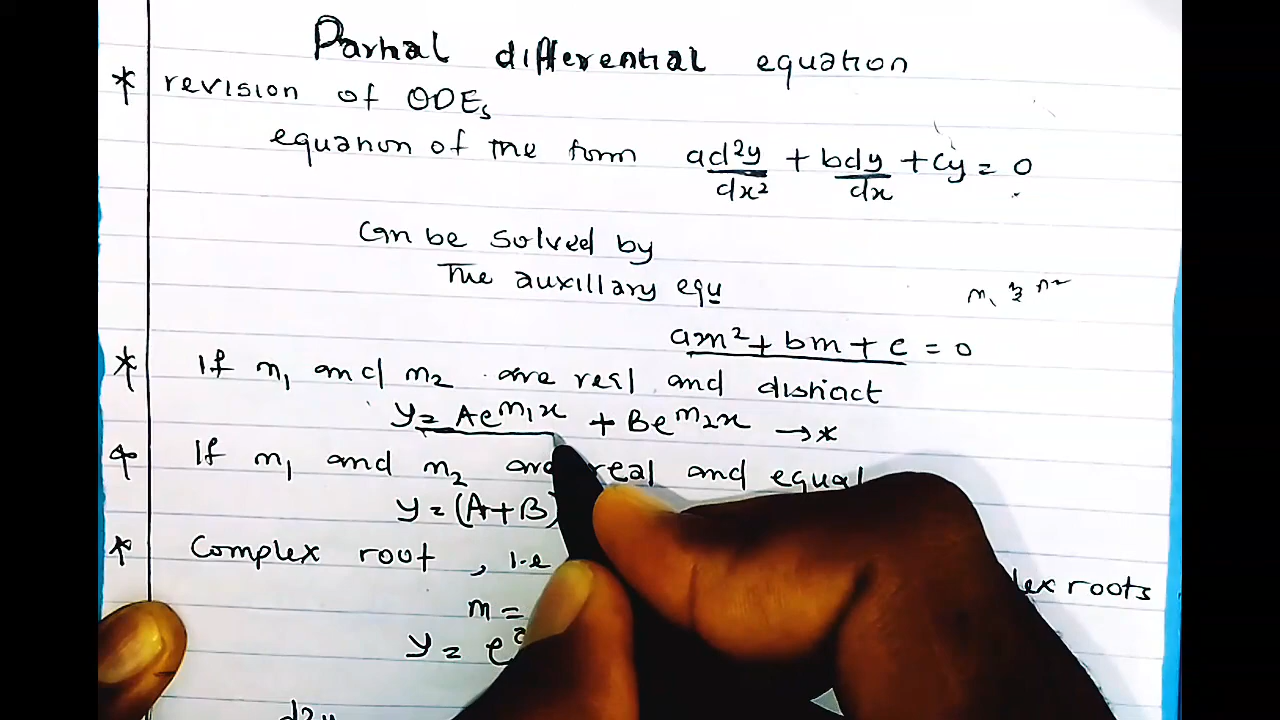 Partial differential equation
* revision of ODEs
equation of the form ad²y/dx² + bdy/dx + Cy = 0
Can be solved by
The auxillary equ
m₁ & m₂
am² + bm + c = 0
* If m₁ and m₂ are real and distinct
y = Ae^m₁x + Be^m₂x → *
* If m₁ and m₂ are real and equal
y = (A+B)
* Complex root , i.e roots
m =
y = e
d²y